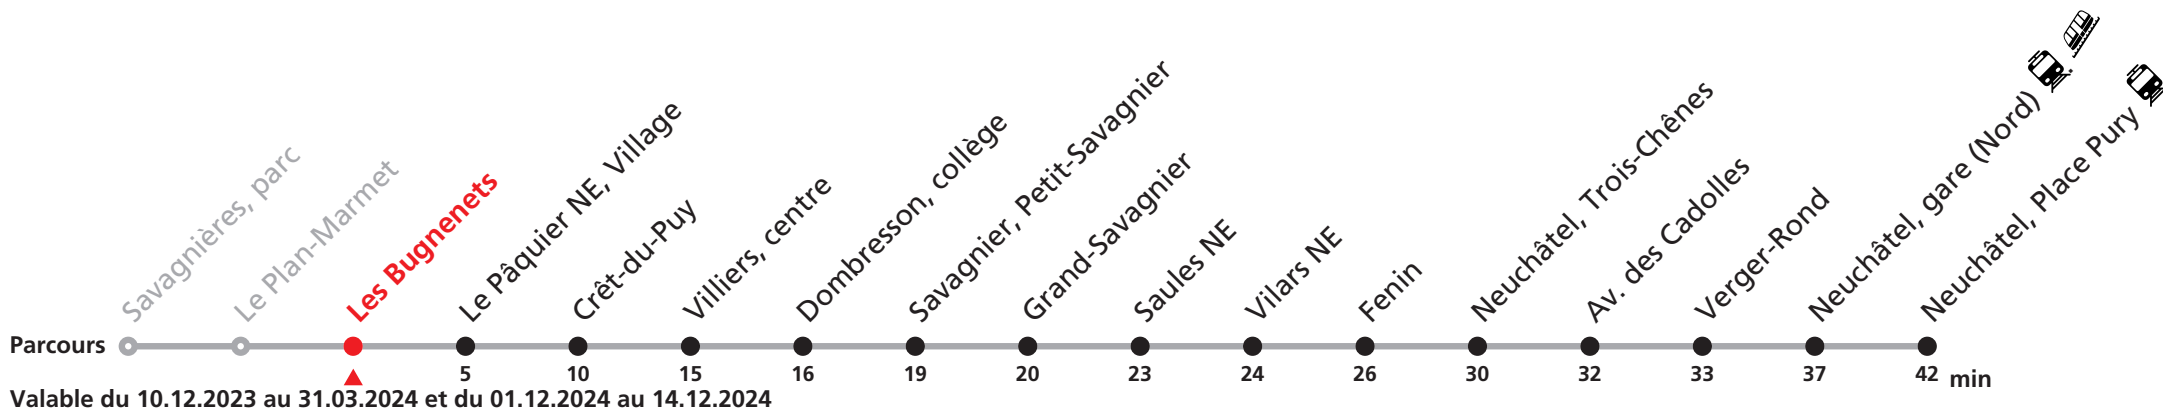 Savagnières, parc
Le Plan-Marmet
Les Bugnenets
Le Pâquier NE, Village
Crêt-du-Puy
Villiers, centre
Dombresson, collège
Savagnier, Petit-Savagnier
Grand-Savagnier
Saules NE
Vilars NE
Fenin
Neuchâtel, Trois-Chênes
Av. des Cadolles
Verger-Rond
Neuchâtel, gare (Nord)
Neuchâtel, Place Pury
Parcours
5 10 15 16 19 20 23 24 26 30 32 33 37 42 min
Valable du 10.12.2023 au 31.03.2024 et du 01.12.2024 au 14.12.2024